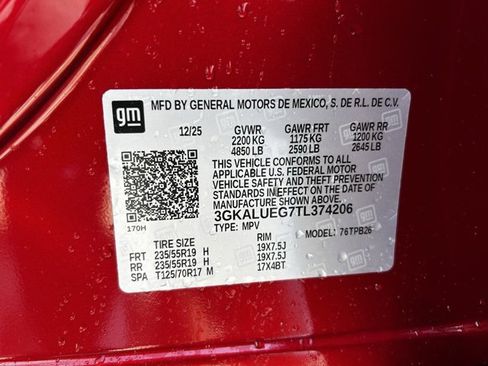 gm
MFD BY GENERAL MOTORS DE MEXICO, S. DE R.L. DE C.V.
12/25 GVWR GAWR FRT GAWR RR
2200 KG 1175 KG 1200 KG
4850 LB 2590 LB 2645 LB
THIS VEHICLE CONFORMS TO ALL
APPLICABLE U.S. FEDERAL MOTOR
VEHICLE SAFETY AND THEFT PREVENTION
STANDARDS IN EFFECT ON THE DATE OF
MANUFACTURE SHOWN ABOVE.
3GKALUEG7TL374206
170H TYPE: MPV MODEL: 76TPB26
TIRE SIZE RIM
FRT 235/55R19 H 19X7.5J
RR 235/55R19 H 19X7.5J
SPA T125/70R17 M 17X4BT